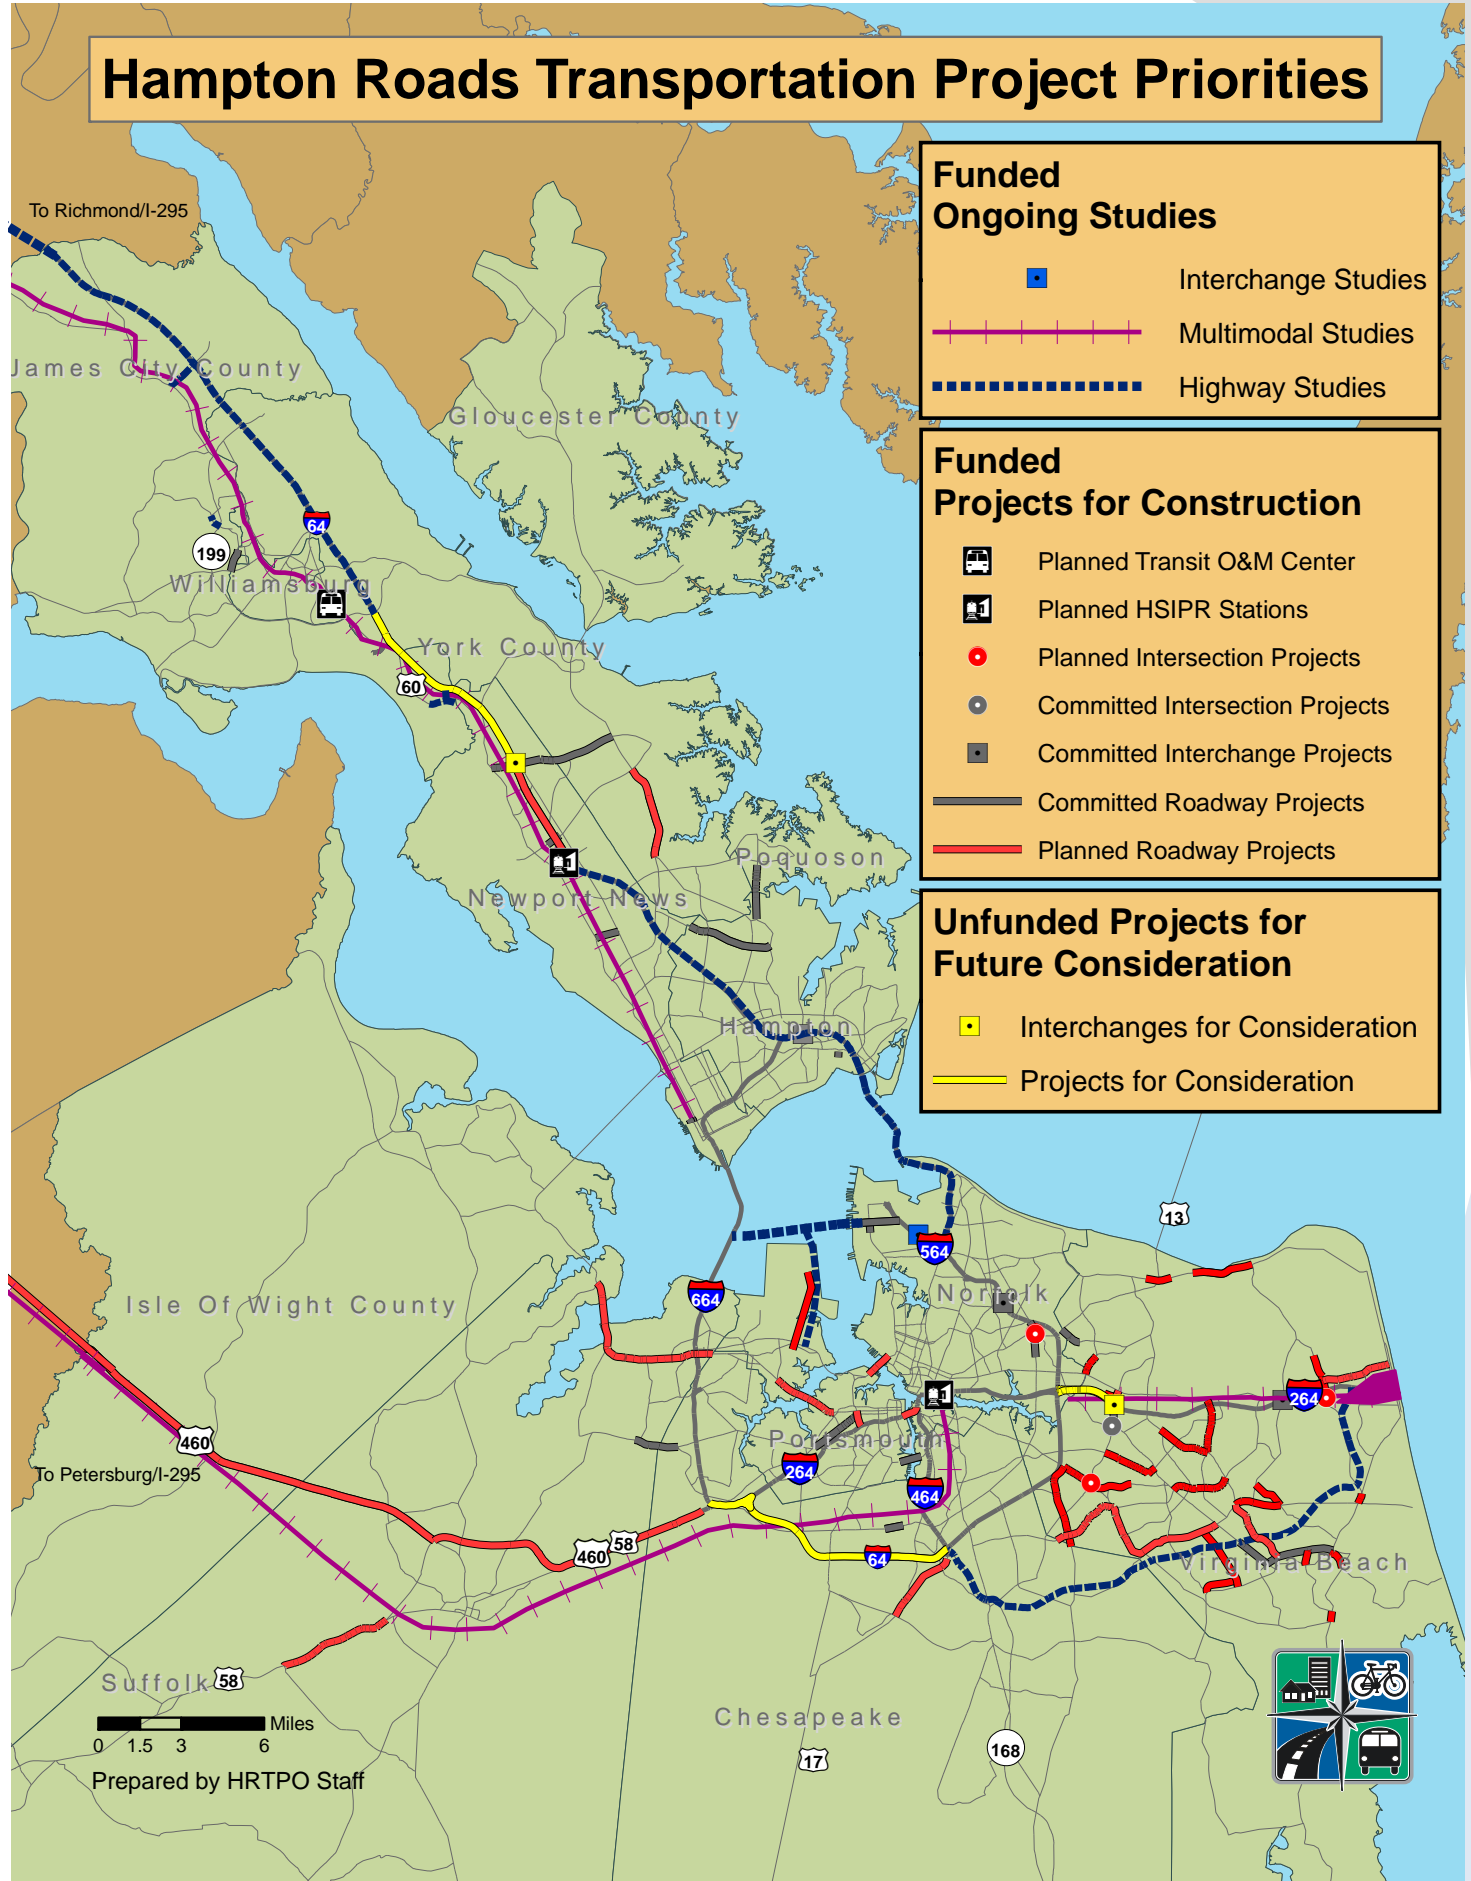 Hampton Roads Transportation Project Priorities
Funded
Ongoing Studies
Interchange Studies
Multimodal Studies
Highway Studies
Funded
Projects for Construction
Planned Transit O&M Center
Planned HSIPR Stations
Planned Intersection Projects
Committed Intersection Projects
Committed Interchange Projects
Committed Roadway Projects
Planned Roadway Projects
Unfunded Projects for
Future Consideration
Interchanges for Consideration
Projects for Consideration
To Richmond/I-295
James City County
Gloucester County
64
199
Williamsburg
York County
60
Poquoson
Newport News
Hampton
13
564
Norfolk
664
Isle Of Wight County
264
460
Portsmouth
To Petersburg/I-295
264
464
58
460
64
Virginia Beach
Suffolk
58
Chesapeake
Miles
0 1.5 3 6
17
168
Prepared by HRTPO Staff